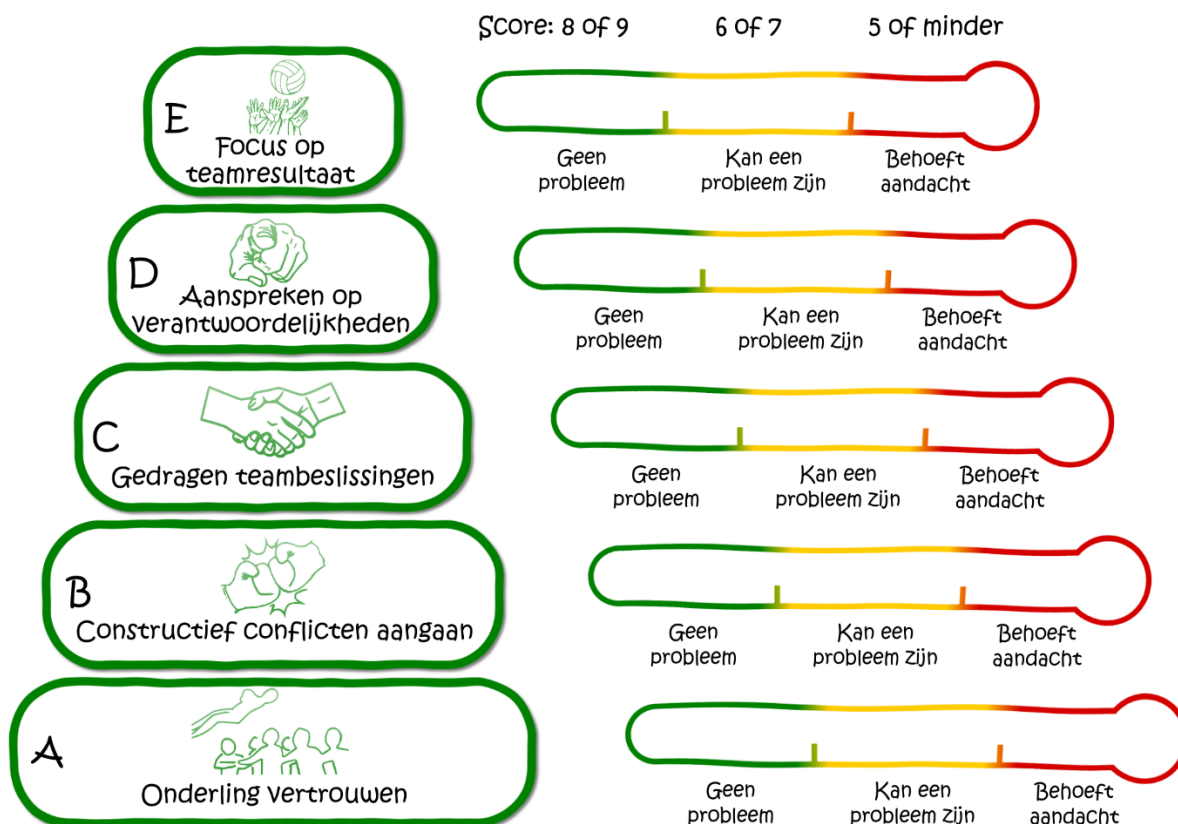 Score: 8 of 9 6 of 7 5 of minder
E
Focus op
teamresultaat
Geen
probleem
Kan een
probleem zijn
Behoeft
aandacht
D
Aanspreken op
verantwoordelijkheden
Geen
probleem
Kan een
probleem zijn
Behoeft
aandacht
C
Gedragen teambeslissingen
Geen
probleem
Kan een
probleem zijn
Behoeft
aandacht
B
Constructief conflicten aangaan
Geen
probleem
Kan een
probleem zijn
Behoeft
aandacht
A
Onderling vertrouwen
Geen
probleem
Kan een
probleem zijn
Behoeft
aandacht